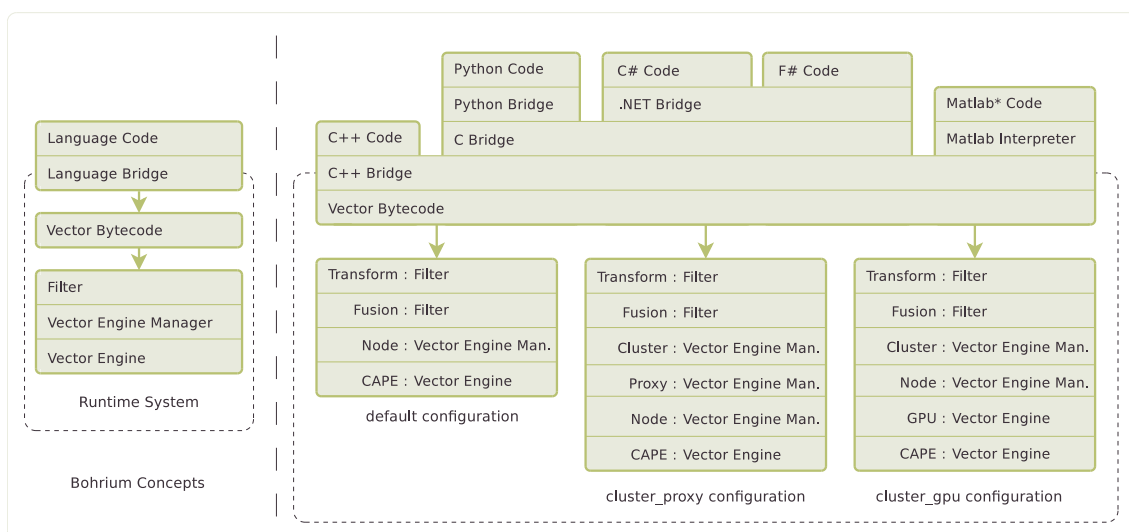 Language Code
Language Bridge
Vector Bytecode
Filter
Vector Engine Manager
Vector Engine
Runtime System
Bohrium Concepts
Python Code
C# Code
F# Code
Python Bridge
.NET Bridge
Matlab* Code
C++ Code
C Bridge
Matlab Interpreter
C++ Bridge
Vector Bytecode
Transform : Filter
Fusion : Filter
Node : Vector Engine Man.
CAPE : Vector Engine
default configuration
Transform : Filter
Fusion : Filter
Cluster : Vector Engine Man.
Proxy : Vector Engine Man.
Node : Vector Engine Man.
CAPE : Vector Engine
cluster_proxy configuration
Transform : Filter
Fusion : Filter
Cluster : Vector Engine Man.
Node : Vector Engine Man.
GPU : Vector Engine
CAPE : Vector Engine
cluster_gpu configuration